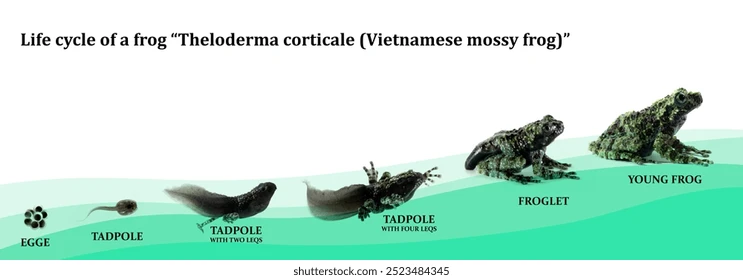 Life cycle of a frog “Theloderma corticale (Vietnamese mossy frog)”
EGGE
TADPOLE
TADPOLE
WITH TWO LEQS
TADPOLE
WITH FOUR LEQS
FROGLET
YOUNG FROG
shutterstock.com · 2523484345